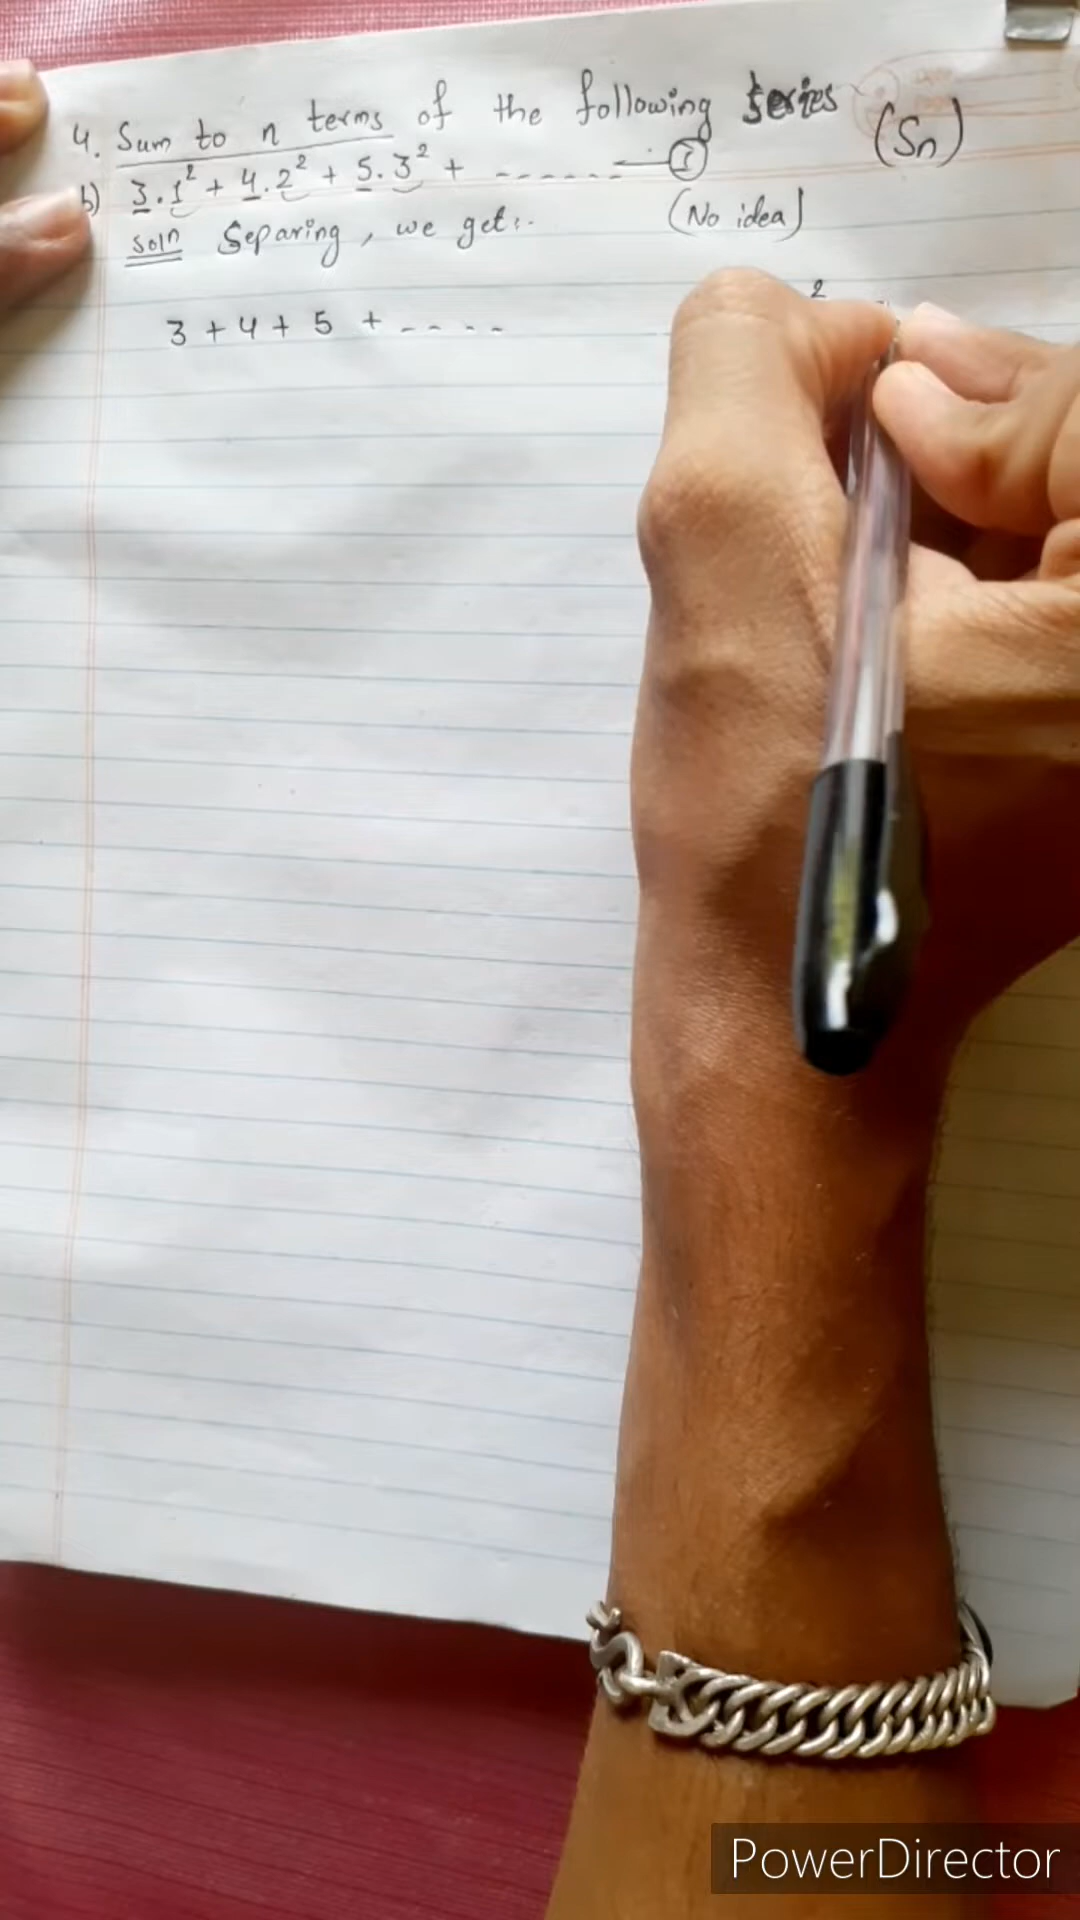 4. Sum to n terms of the following series (Sn)
b) 3.1² + 4.2² + 5.3² + ------- ①
(No idea)
soln Separing, we get:-
3 + 4 + 5 + ----
2
PowerDirector